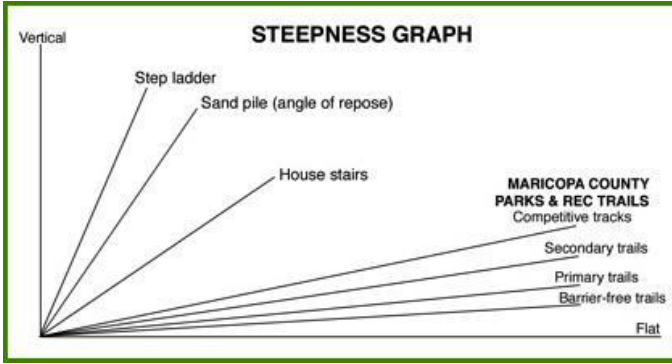 STEEPNESS GRAPH
Vertical
Step ladder
Sand pile (angle of repose)
House stairs
MARICOPA COUNTY
PARKS & REC TRAILS
Competitive tracks
Secondary trails
Primary trails
Barrier-free trails
Flat